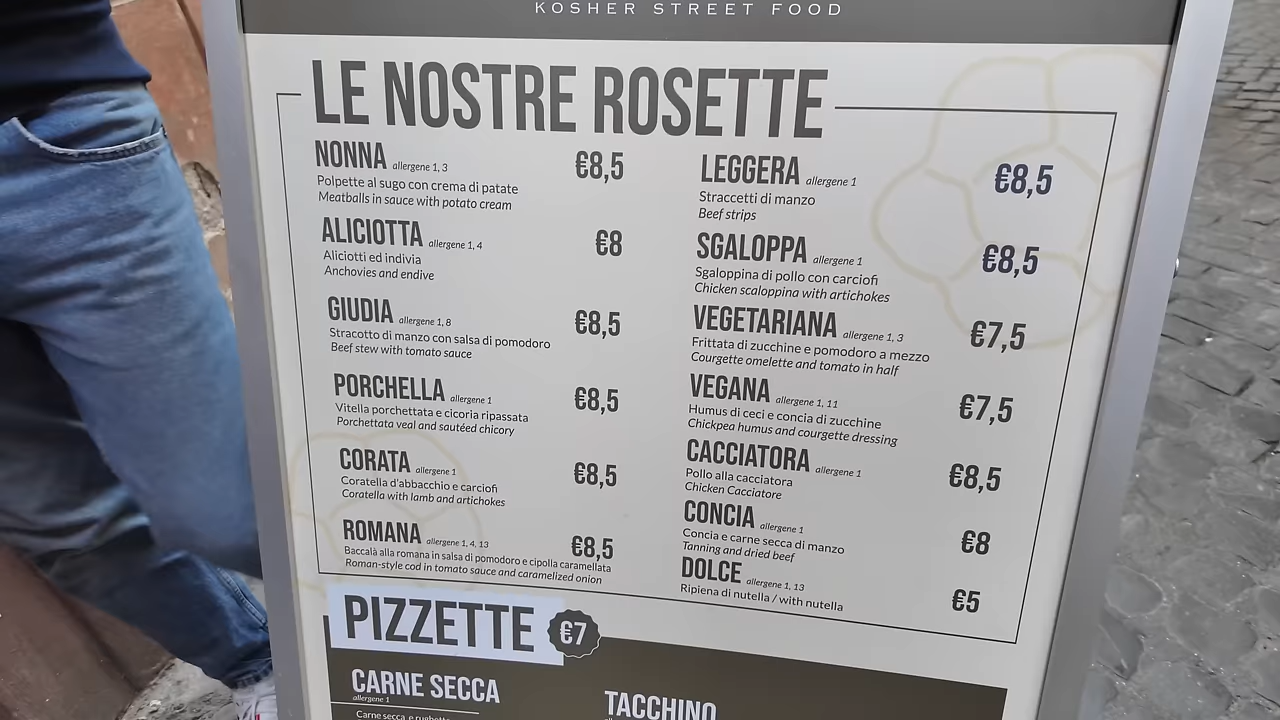 KOSHER STREET FOOD
LE NOSTRE ROSETTE
NONNA allergene 1, 3 €8,5
Polpette al sugo con crema di patate
Meatballs in sauce with potato cream
ALICIOTTA allergene 1, 4 €8
Aliciotti ed indivia
Anchovies and endive
GIUDIA allergene 1, 8 €8,5
Stracotto di manzo con salsa di pomodoro
Beef stew with tomato sauce
PORCHELLA allergene 1 €8,5
Vitella porchettata e cicoria ripassata
Porchettata veal and sautéed chicory
CORATA allergene 1 €8,5
Coratella d'abbacchio e carciofi
Coratella with lamb and artichokes
ROMANA allergene 1, 4, 13 €8,5
Baccalà alla romana in salsa di pomodoro e cipolla caramellata
Roman-style cod in tomato sauce and caramelized onion
LEGGERA allergene 1 €8,5
Straccetti di manzo
Beef strips
SGALOPPA allergene 1 €8,5
Sgaloppina di pollo con carciofi
Chicken scaloppina with artichokes
VEGETARIANA allergene 1, 3 €7,5
Frittata di zucchine e pomodoro a mezzo
Courgette omelette and tomato in half
VEGANA allergene 1, 11 €7,5
Humus di ceci e concia di zucchine
Chickpea humus and courgette dressing
CACCIATORA allergene 1 €8,5
Pollo alla cacciatora
Chicken Cacciatore
CONCIA allergene 1 €8
Concia e carne secca di manzo
Tanning and dried beef
DOLCE allergene 1, 13 €5
Ripiena di nutella / with nutella
PIZZETTE €7
CARNE SECCA
allergene 1
Carne secca e rughetta
TACCHINO